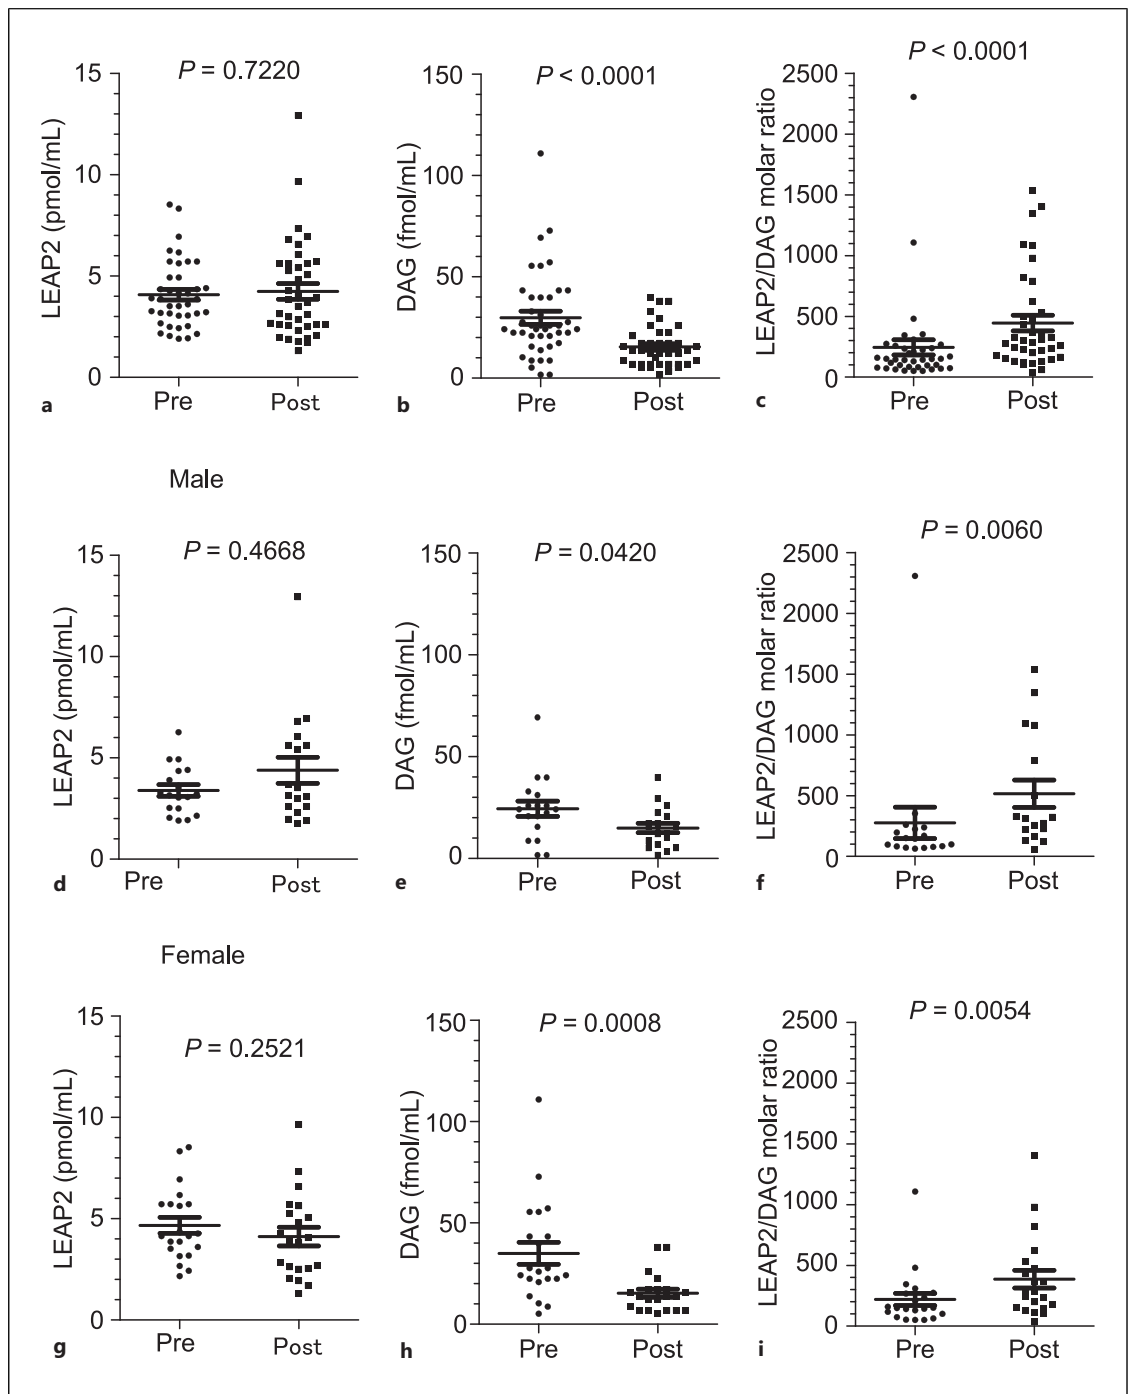 P = 0.7220
P < 0.0001
P < 0.0001
LEAP2 (pmol/mL)
15
10
5
0
Pre
Post
a
DAG (fmol/mL)
150
100
50
0
Pre
Post
b
LEAP2/DAG molar ratio
2500
2000
1500
1000
500
0
Pre
Post
c
Male
P = 0.4668
P = 0.0420
P = 0.0060
LEAP2 (pmol/mL)
15
10
5
0
Pre
Post
d
DAG (fmol/mL)
150
100
50
0
Pre
Post
e
LEAP2/DAG molar ratio
2500
2000
1500
1000
500
0
Pre
Post
f
Female
P = 0.2521
P = 0.0008
P = 0.0054
LEAP2 (pmol/mL)
15
10
5
0
Pre
Post
g
DAG (fmol/mL)
150
100
50
0
Pre
Post
h
LEAP2/DAG molar ratio
2500
2000
1500
1000
500
0
Pre
Post
i